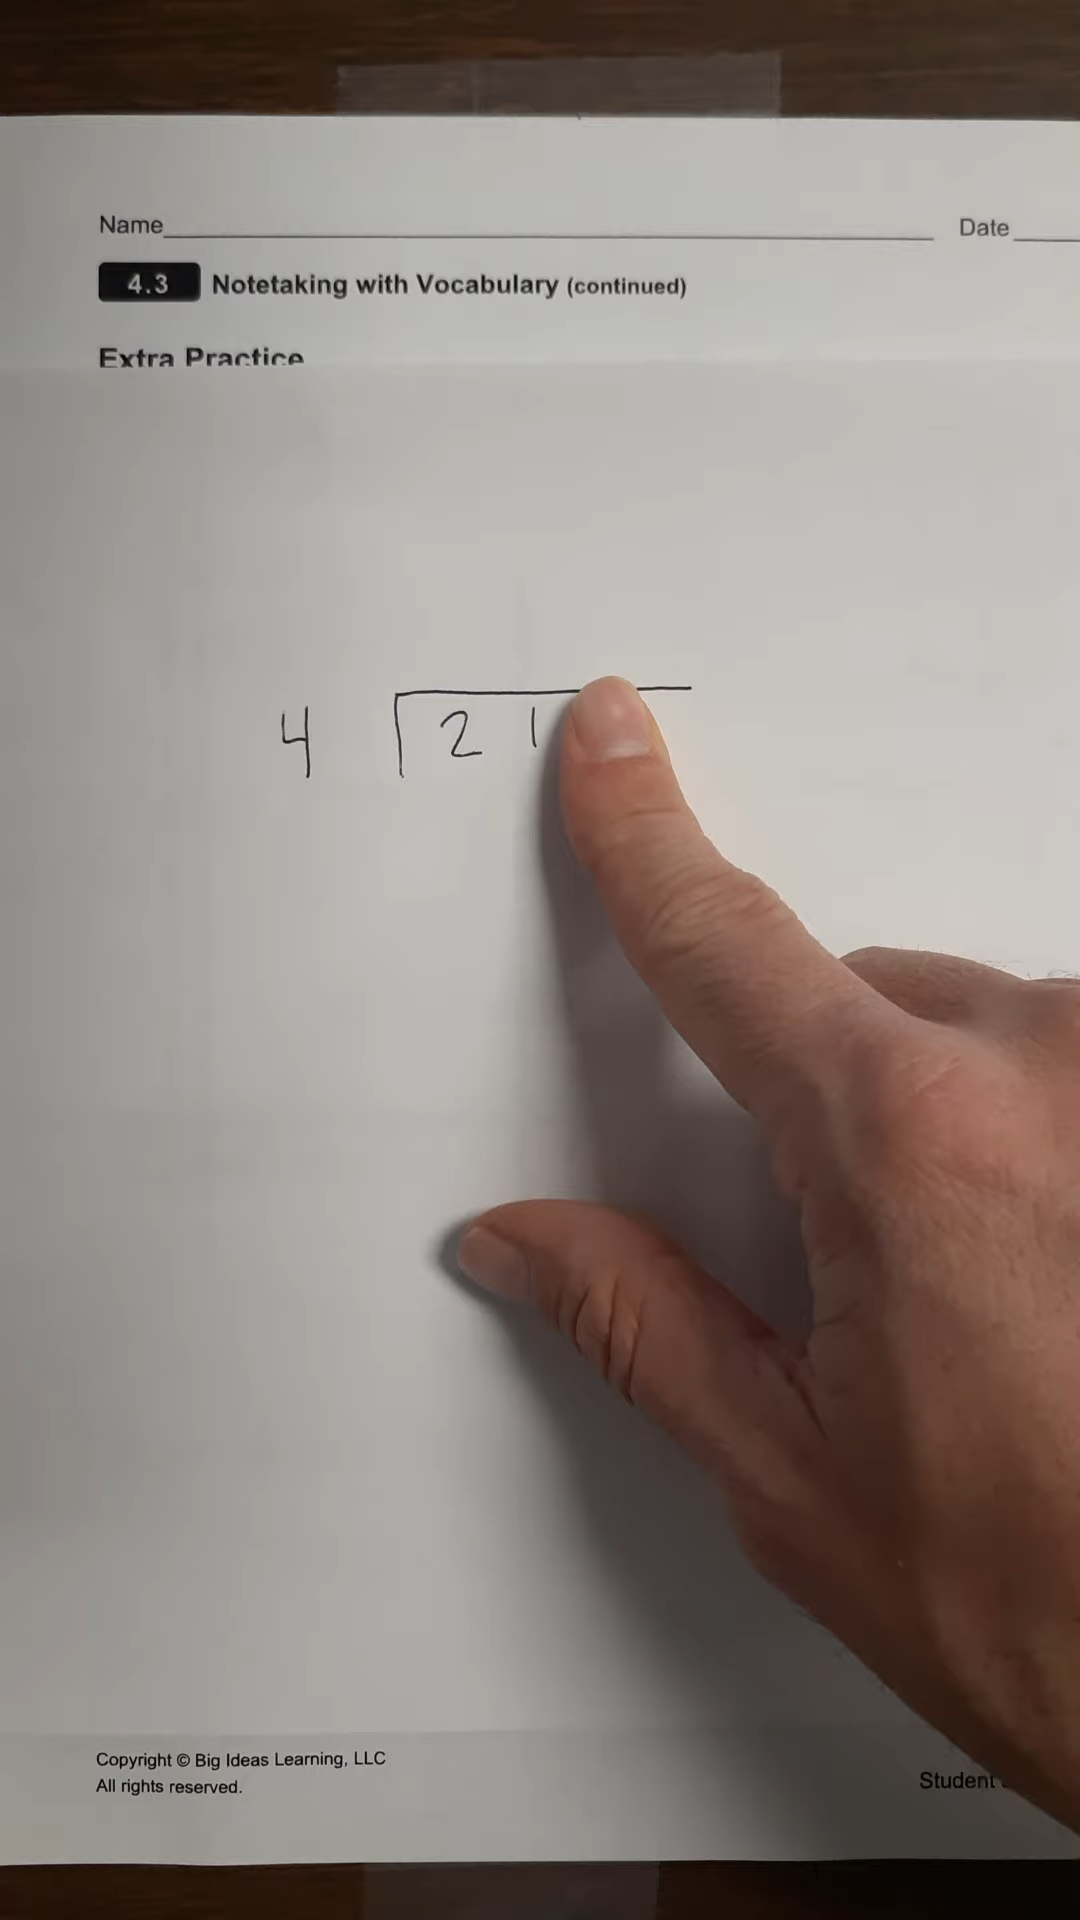 Name
Date
4.3 Notetaking with Vocabulary (continued)
Extra Practice
4 2 1
Copyright © Big Ideas Learning, LLC
All rights reserved.
Student